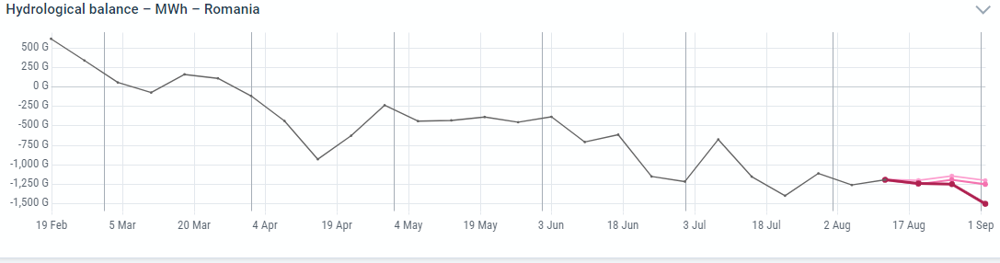 Hydrological balance – MWh – Romania
500 G
250 G
0 G
-250 G
-500 G
-750 G
-1,000 G
-1,250 G
-1,500 G
19 Feb 5 Mar 20 Mar 4 Apr 19 Apr 4 May 19 May 3 Jun 18 Jun 3 Jul 18 Jul 2 Aug 17 Aug 1 Sep